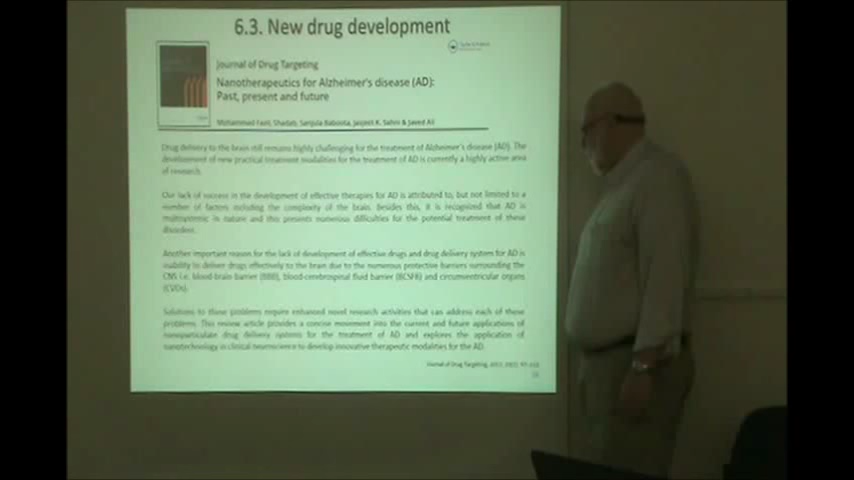 6.3. New drug development
Journal of Drug Targeting
Nanotherapeutics for Alzheimer's disease (AD):
Past, present and future
Mohammad Fazil, Shadab, Sanjula Baboota, Jasjeet K. Sahni & Javed Ali
Drug delivery to the brain still remains highly challenging for the treatment of Alzheimer's disease (AD). The
development of new practical treatment modalities for the treatment of AD is currently a highly active area
of research.
Our lack of success in the development of effective therapies for AD is attributed to, but not limited to a
number of factors including the complexity of the brain. Besides this, it is recognized that AD is
multisystemic in nature and this presents numerous difficulties for the potential treatment of these
disorders.
Another important reason for the lack of development of effective drugs and drug delivery system for AD is
inability to deliver drugs effectively to the brain due to the numerous protective barriers surrounding the
CNS i.e. blood-brain barrier (BBB), blood-cerebrospinal fluid barrier (BCSFB) and circumventricular organs
(CVOs).
Solutions to these problems require enhanced novel research activities that can address each of these
problems. This review article provides a concise movement into the current and future applications of
nanoparticulate drug delivery systems for the treatment of AD and explores the application of
nanotechnology in clinical neuroscience to develop innovative therapeutic modalities for the AD.
Journal of Drug Targeting,